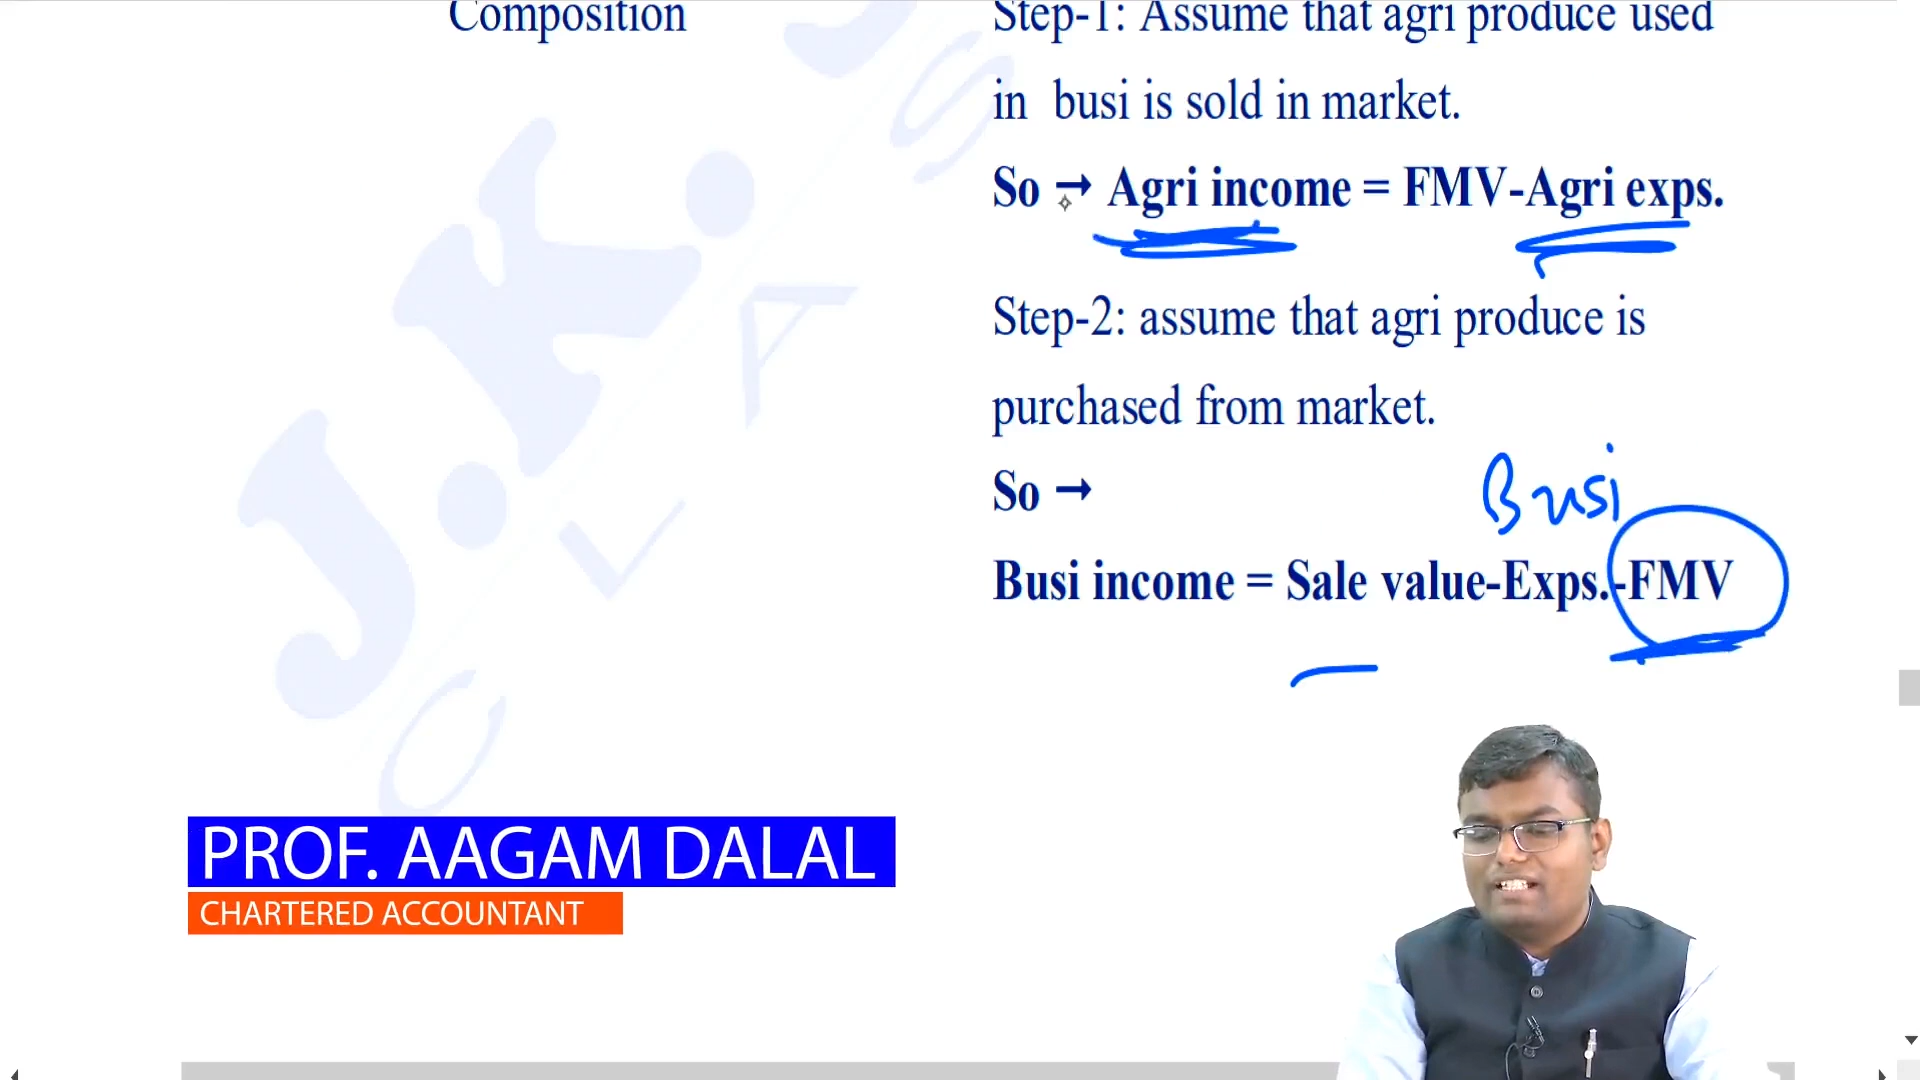 Composition
Step-1: Assume that agri produce used
in busi is sold in market.
So → Agri income = FMV-Agri exps.
Step-2: assume that agri produce is
purchased from market.
So →
Busi
Busi income = Sale value-Exps.-FMV
J.K.
CLAS
PROF. AAGAM DALAL
CHARTERED ACCOUNTANT